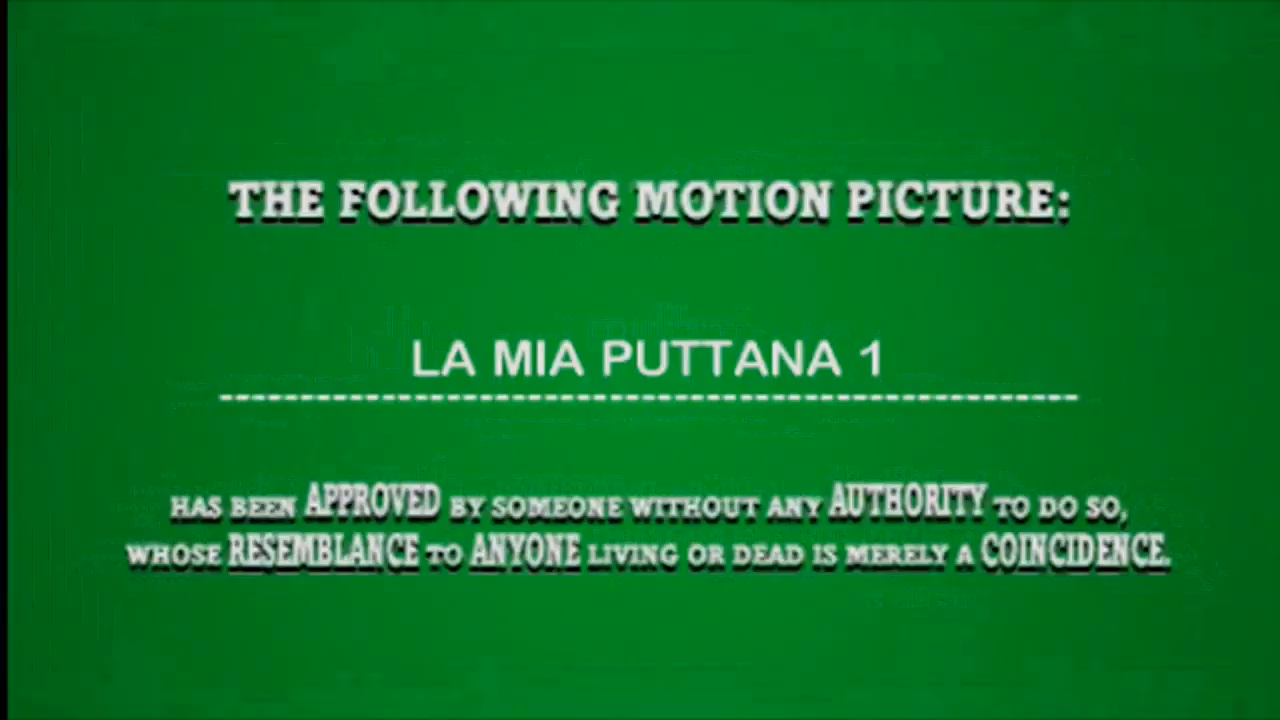 THE FOLLOWING MOTION PICTURE:
LA MIA PUTTANA 1
HAS BEEN APPROVED BY SOMEONE WITHOUT ANY AUTHORITY TO DO SO,
WHOSE RESEMBLANCE TO ANYONE LIVING OR DEAD IS MERELY A COINCIDENCE.